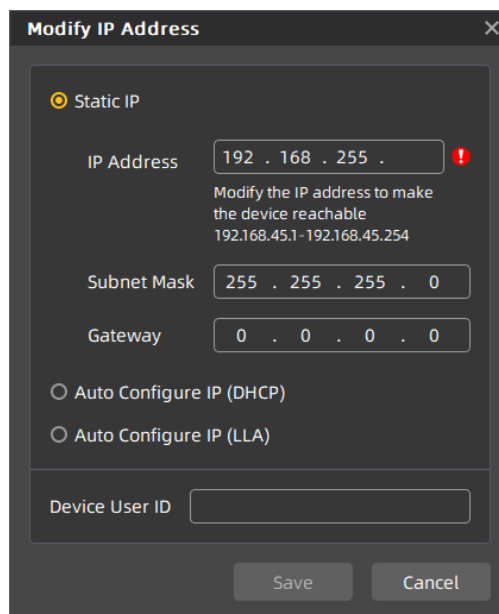 Modify IP Address
Static IP
IP Address 192 . 168 . 255 .
Modify the IP address to make
the device reachable
192.168.45.1-192.168.45.254
Subnet Mask 255 . 255 . 255 . 0
Gateway 0 . 0 . 0 . 0
Auto Configure IP (DHCP)
Auto Configure IP (LLA)
Device User ID
Save Cancel